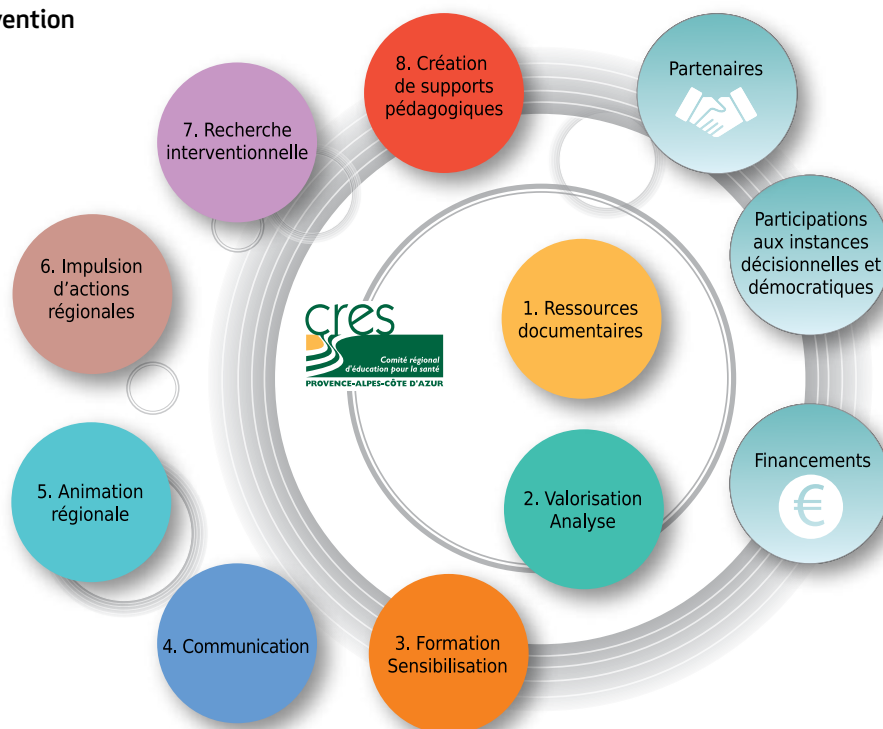 vention
8. Création
de supports
pédagogiques
Partenaires
7. Recherche
interventionnelle
Participations
aux instances
décisionnelles et
démocratiques
6. Impulsion
d'actions
régionales
1. Ressources
documentaires
cres
Comité régional
d'éducation pour la santé
PROVENCE-ALPES-CÔTE D'AZUR
Financements
€
5. Animation
régionale
2. Valorisation
Analyse
4. Communication
3. Formation
Sensibilisation